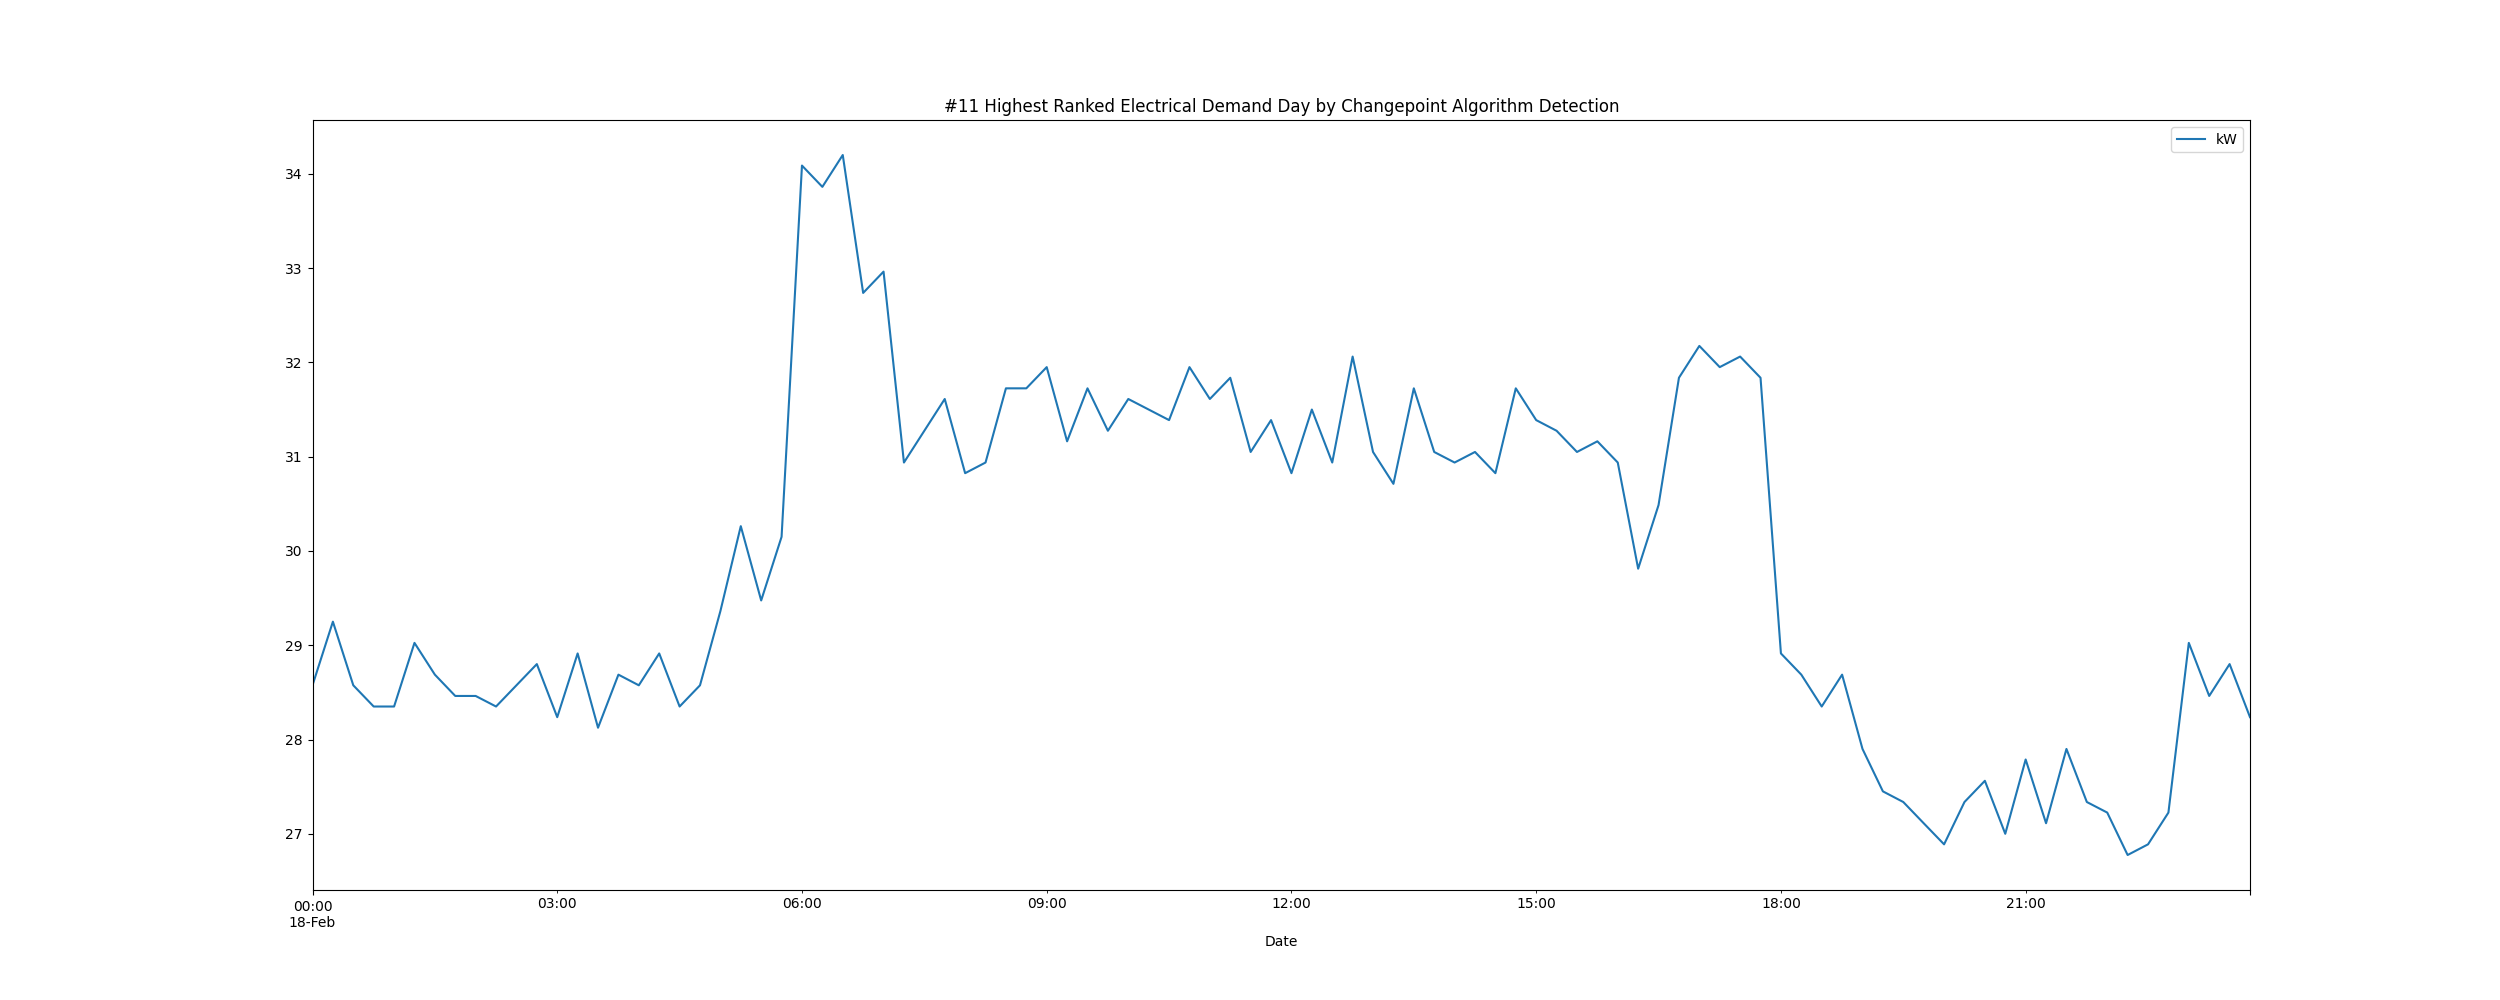 #11 Highest Ranked Electrical Demand Day by Changepoint Algorithm Detection
kW
34
33
32
31
30
29
28
27
00:00 03:00 06:00 09:00 12:00 15:00 18:00 21:00
18-Feb
Date